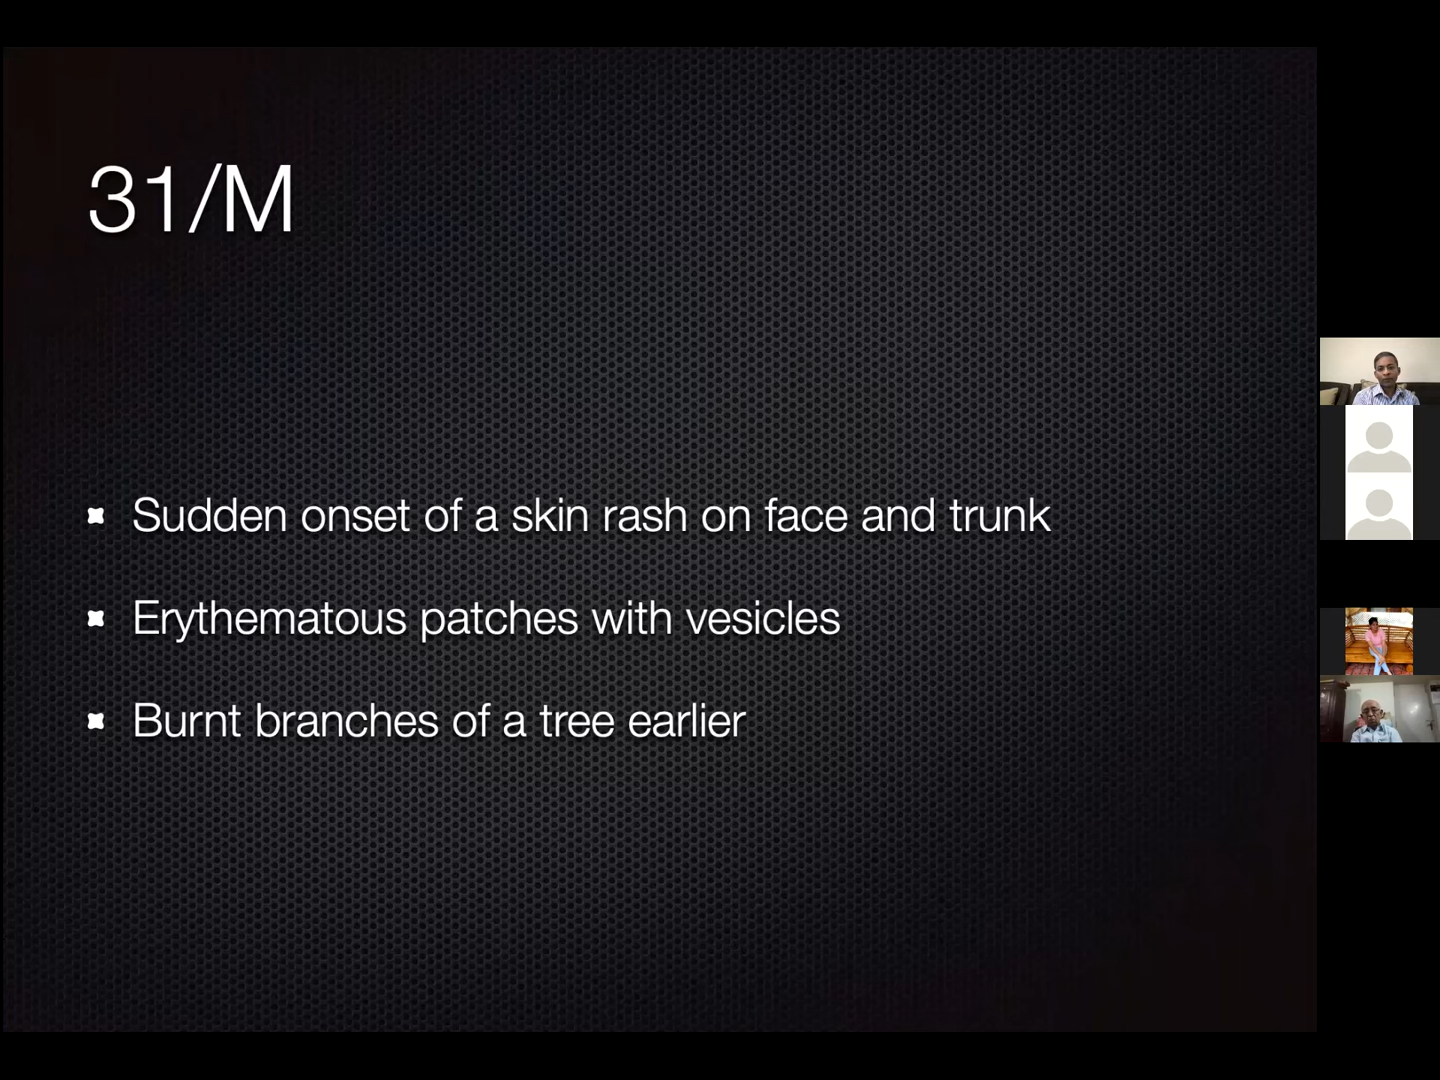 31/M
Sudden onset of a skin rash on face and trunk
Erythematous patches with vesicles
Burnt branches of a tree earlier